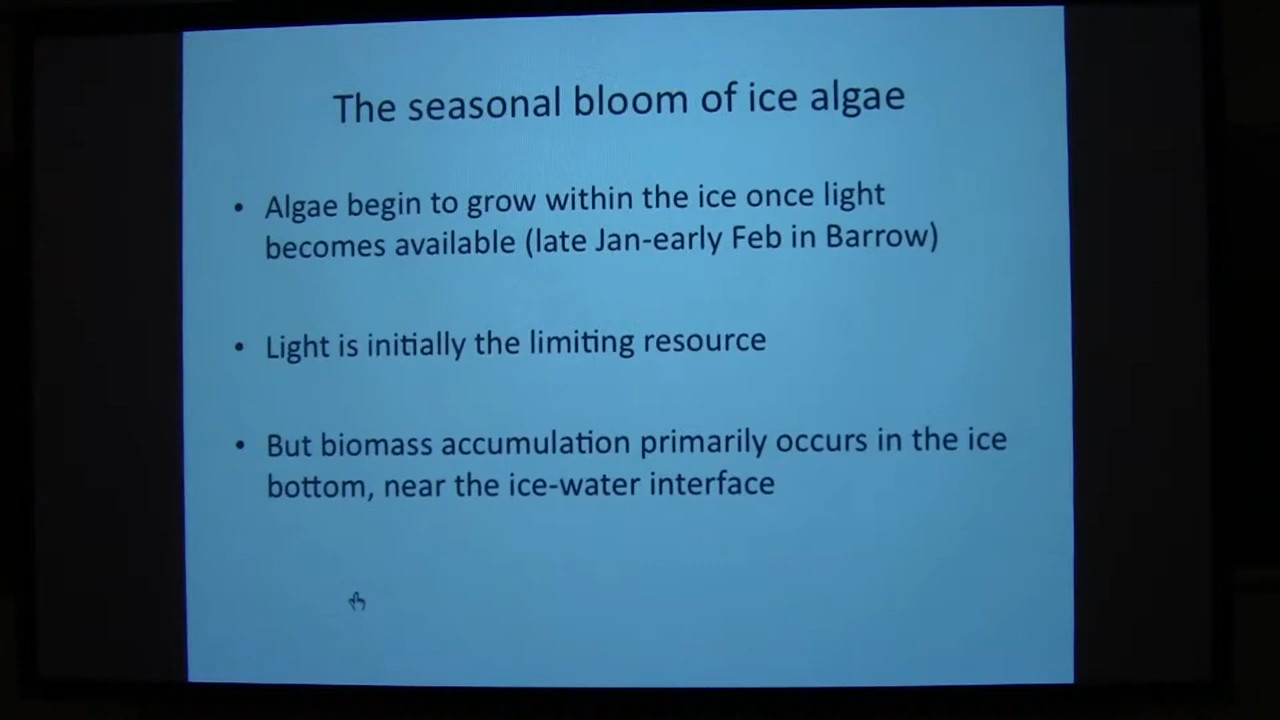 The seasonal bloom of ice algae
• Algae begin to grow within the ice once light
becomes available (late Jan-early Feb in Barrow)
• Light is initially the limiting resource
• But biomass accumulation primarily occurs in the ice
bottom, near the ice-water interface